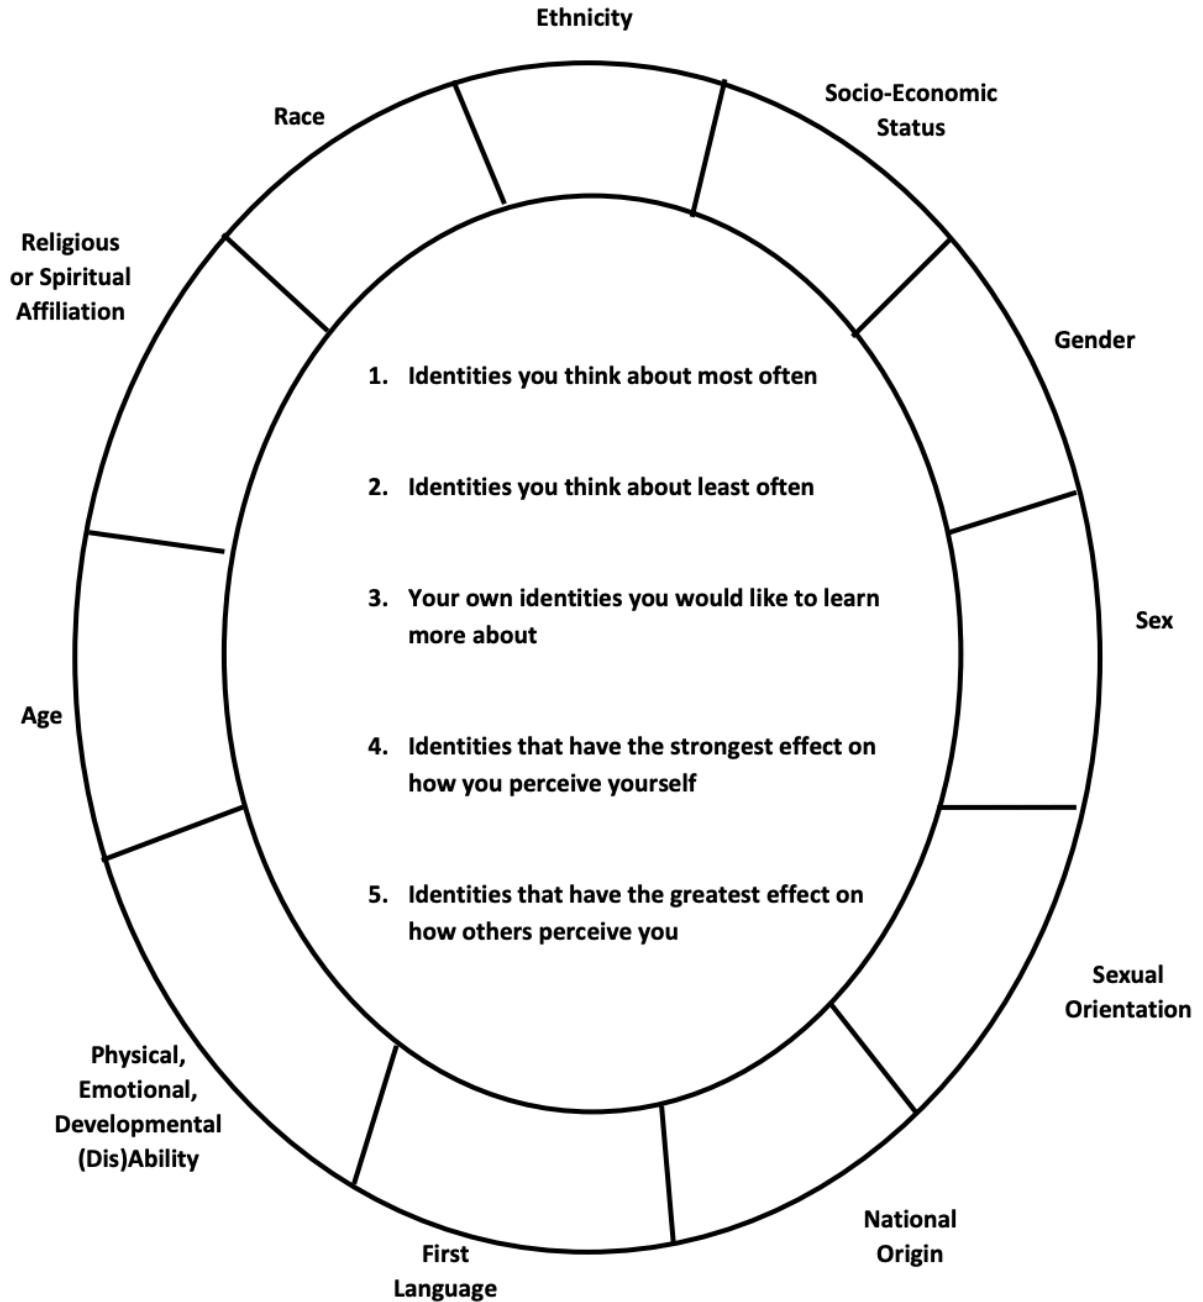 Ethnicity
Socio-Economic
Status
Race
Religious
or Spiritual
Affiliation
Gender
1. Identities you think about most often
2. Identities you think about least often
3. Your own identities you would like to learn
more about
Sex
Age
4. Identities that have the strongest effect on
how you perceive yourself
5. Identities that have the greatest effect on
how others perceive you
Sexual
Orientation
Physical,
Emotional,
Developmental
(Dis)Ability
National
Origin
First
Language